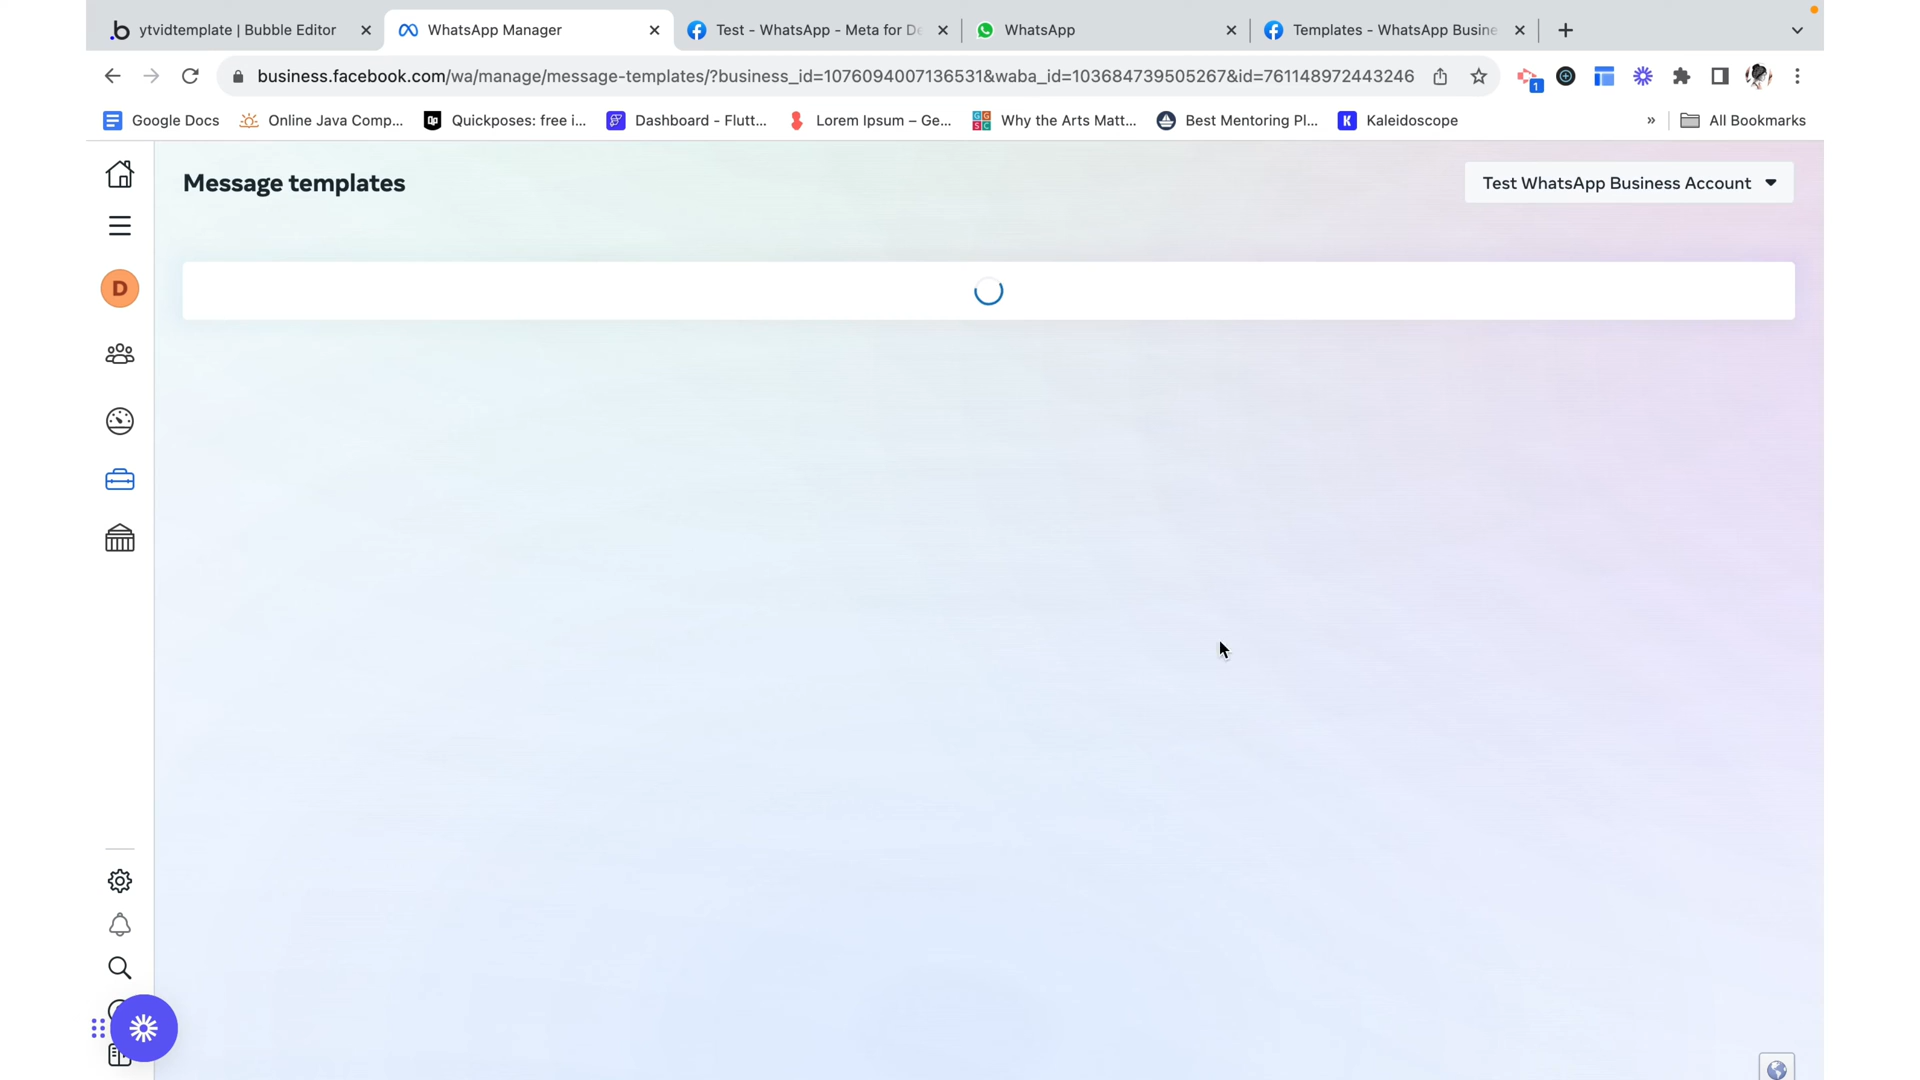 ytvidtemplate | Bubble Editor
WhatsApp Manager
Test - WhatsApp - Meta for De
WhatsApp
Templates - WhatsApp Busine
business.facebook.com/wa/manage/message-templates/?business_id=1076094007136531&waba_id=103684739505267&id=761148972443246
1
Google Docs
Online Java Comp...
Quickposes: free i...
Dashboard - Flutt...
Lorem Ipsum – Ge...
Why the Arts Matt...
Best Mentoring Pl...
K
Kaleidoscope
»
All Bookmarks
Message templates
Test WhatsApp Business Account
D